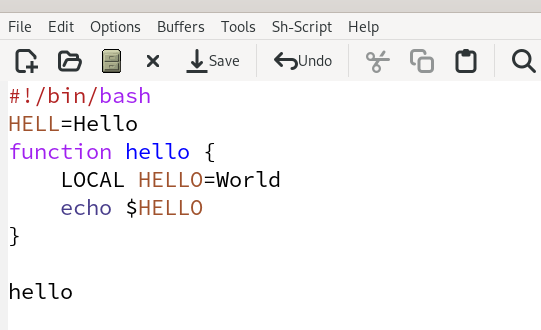 File Edit Options Buffers Tools Sh-Script Help
Save Undo
#!/bin/bash
HELL=Hello
function hello {
    LOCAL HELLO=World
    echo $HELLO
}
hello